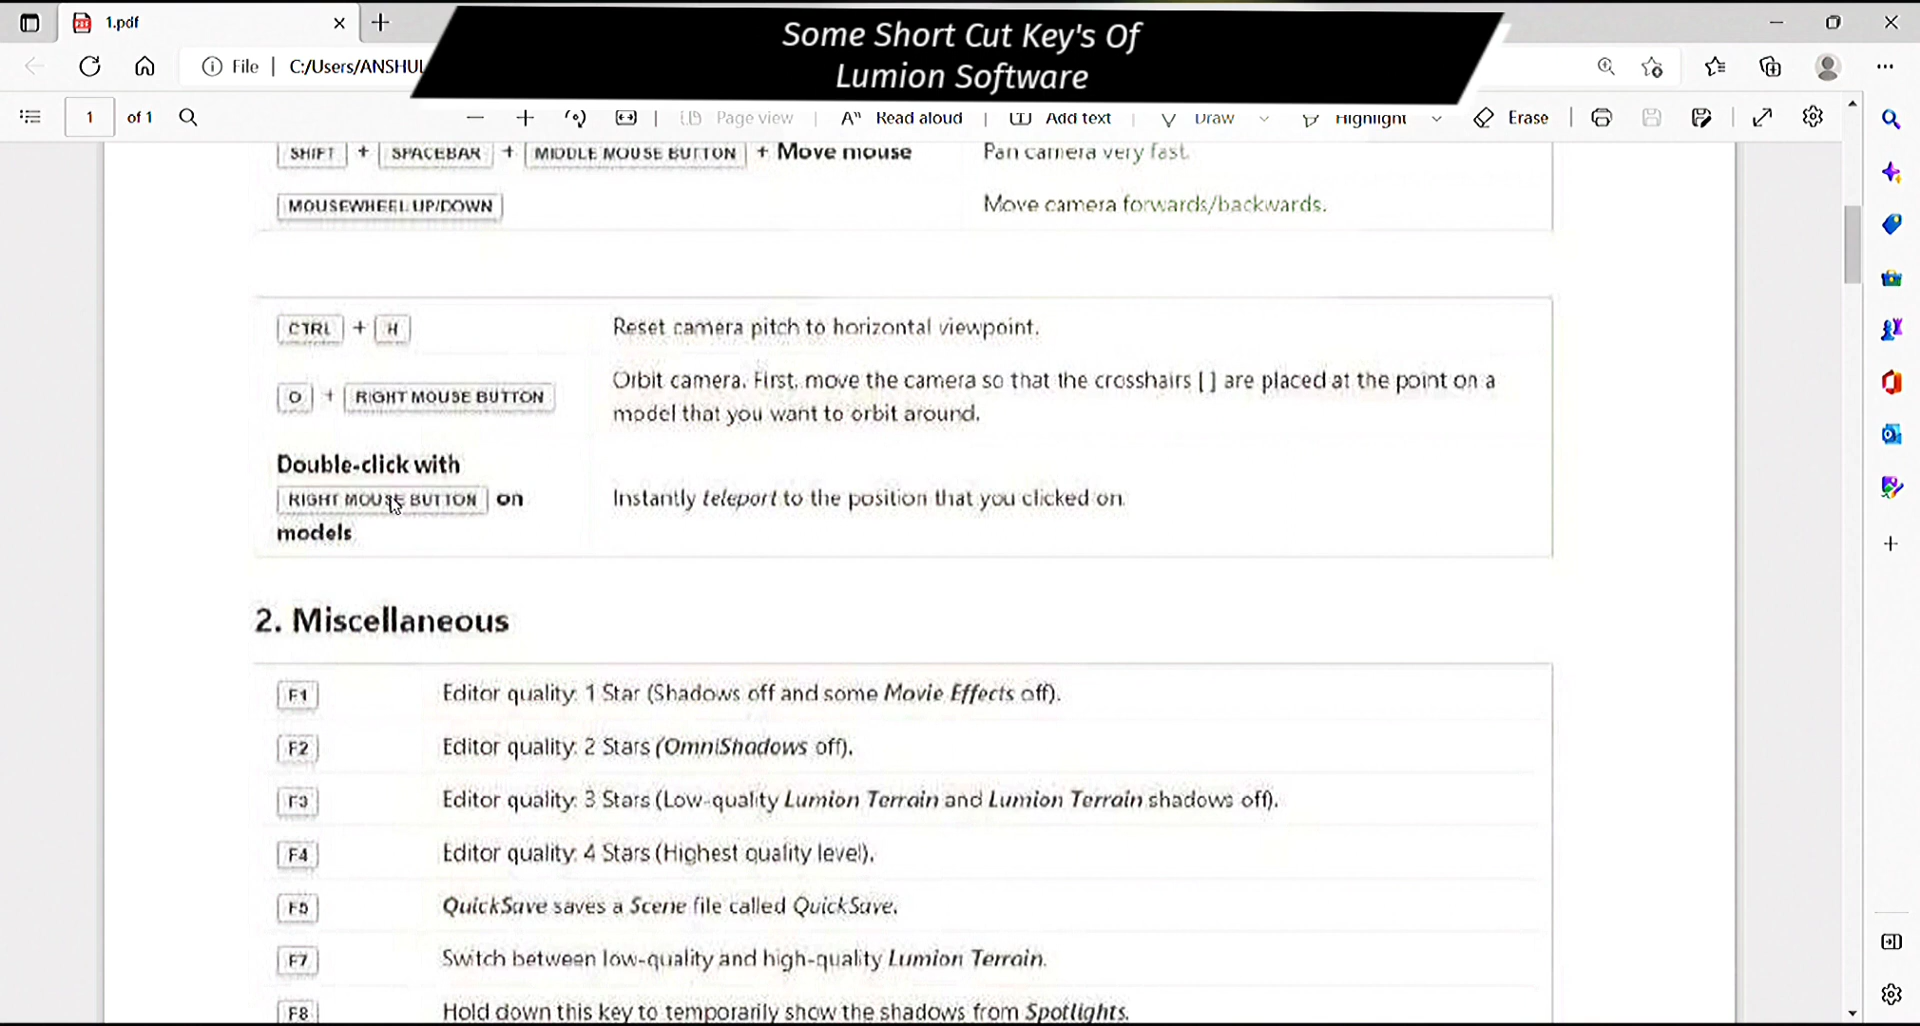 1.pdf
Some Short Cut Key's Of
Lumion Software
File | C:/Users/ANSHUL
1 of 1
Page view
Read aloud
Add text
Draw
Highlight
Erase
SHIFT + SPACEBAR + MIDDLE MOUSE BUTTON + Move mouse Pan camera very fast.
MOUSEWHEEL UP/DOWN Move camera forwards/backwards.
CTRL + H Reset camera pitch to horizontal viewpoint.
O + RIGHT MOUSE BUTTON Orbit camera. First, move the camera so that the crosshairs [ ] are placed at the point on a
model that you want to orbit around.
Double-click with
RIGHT MOUSE BUTTON on
models
Instantly teleport to the position that you clicked on.
2. Miscellaneous
F1 Editor quality: 1 Star (Shadows off and some Movie Effects off).
F2 Editor quality: 2 Stars (OmniShadows off).
F3 Editor quality: 3 Stars (Low-quality Lumion Terrain and Lumion Terrain shadows off).
F4 Editor quality: 4 Stars (Highest quality level).
F5 QuickSave saves a Scene file called QuickSave.
F7 Switch between low-quality and high-quality Lumion Terrain.
F8 Hold down this key to temporarily show the shadows from Spotlights.